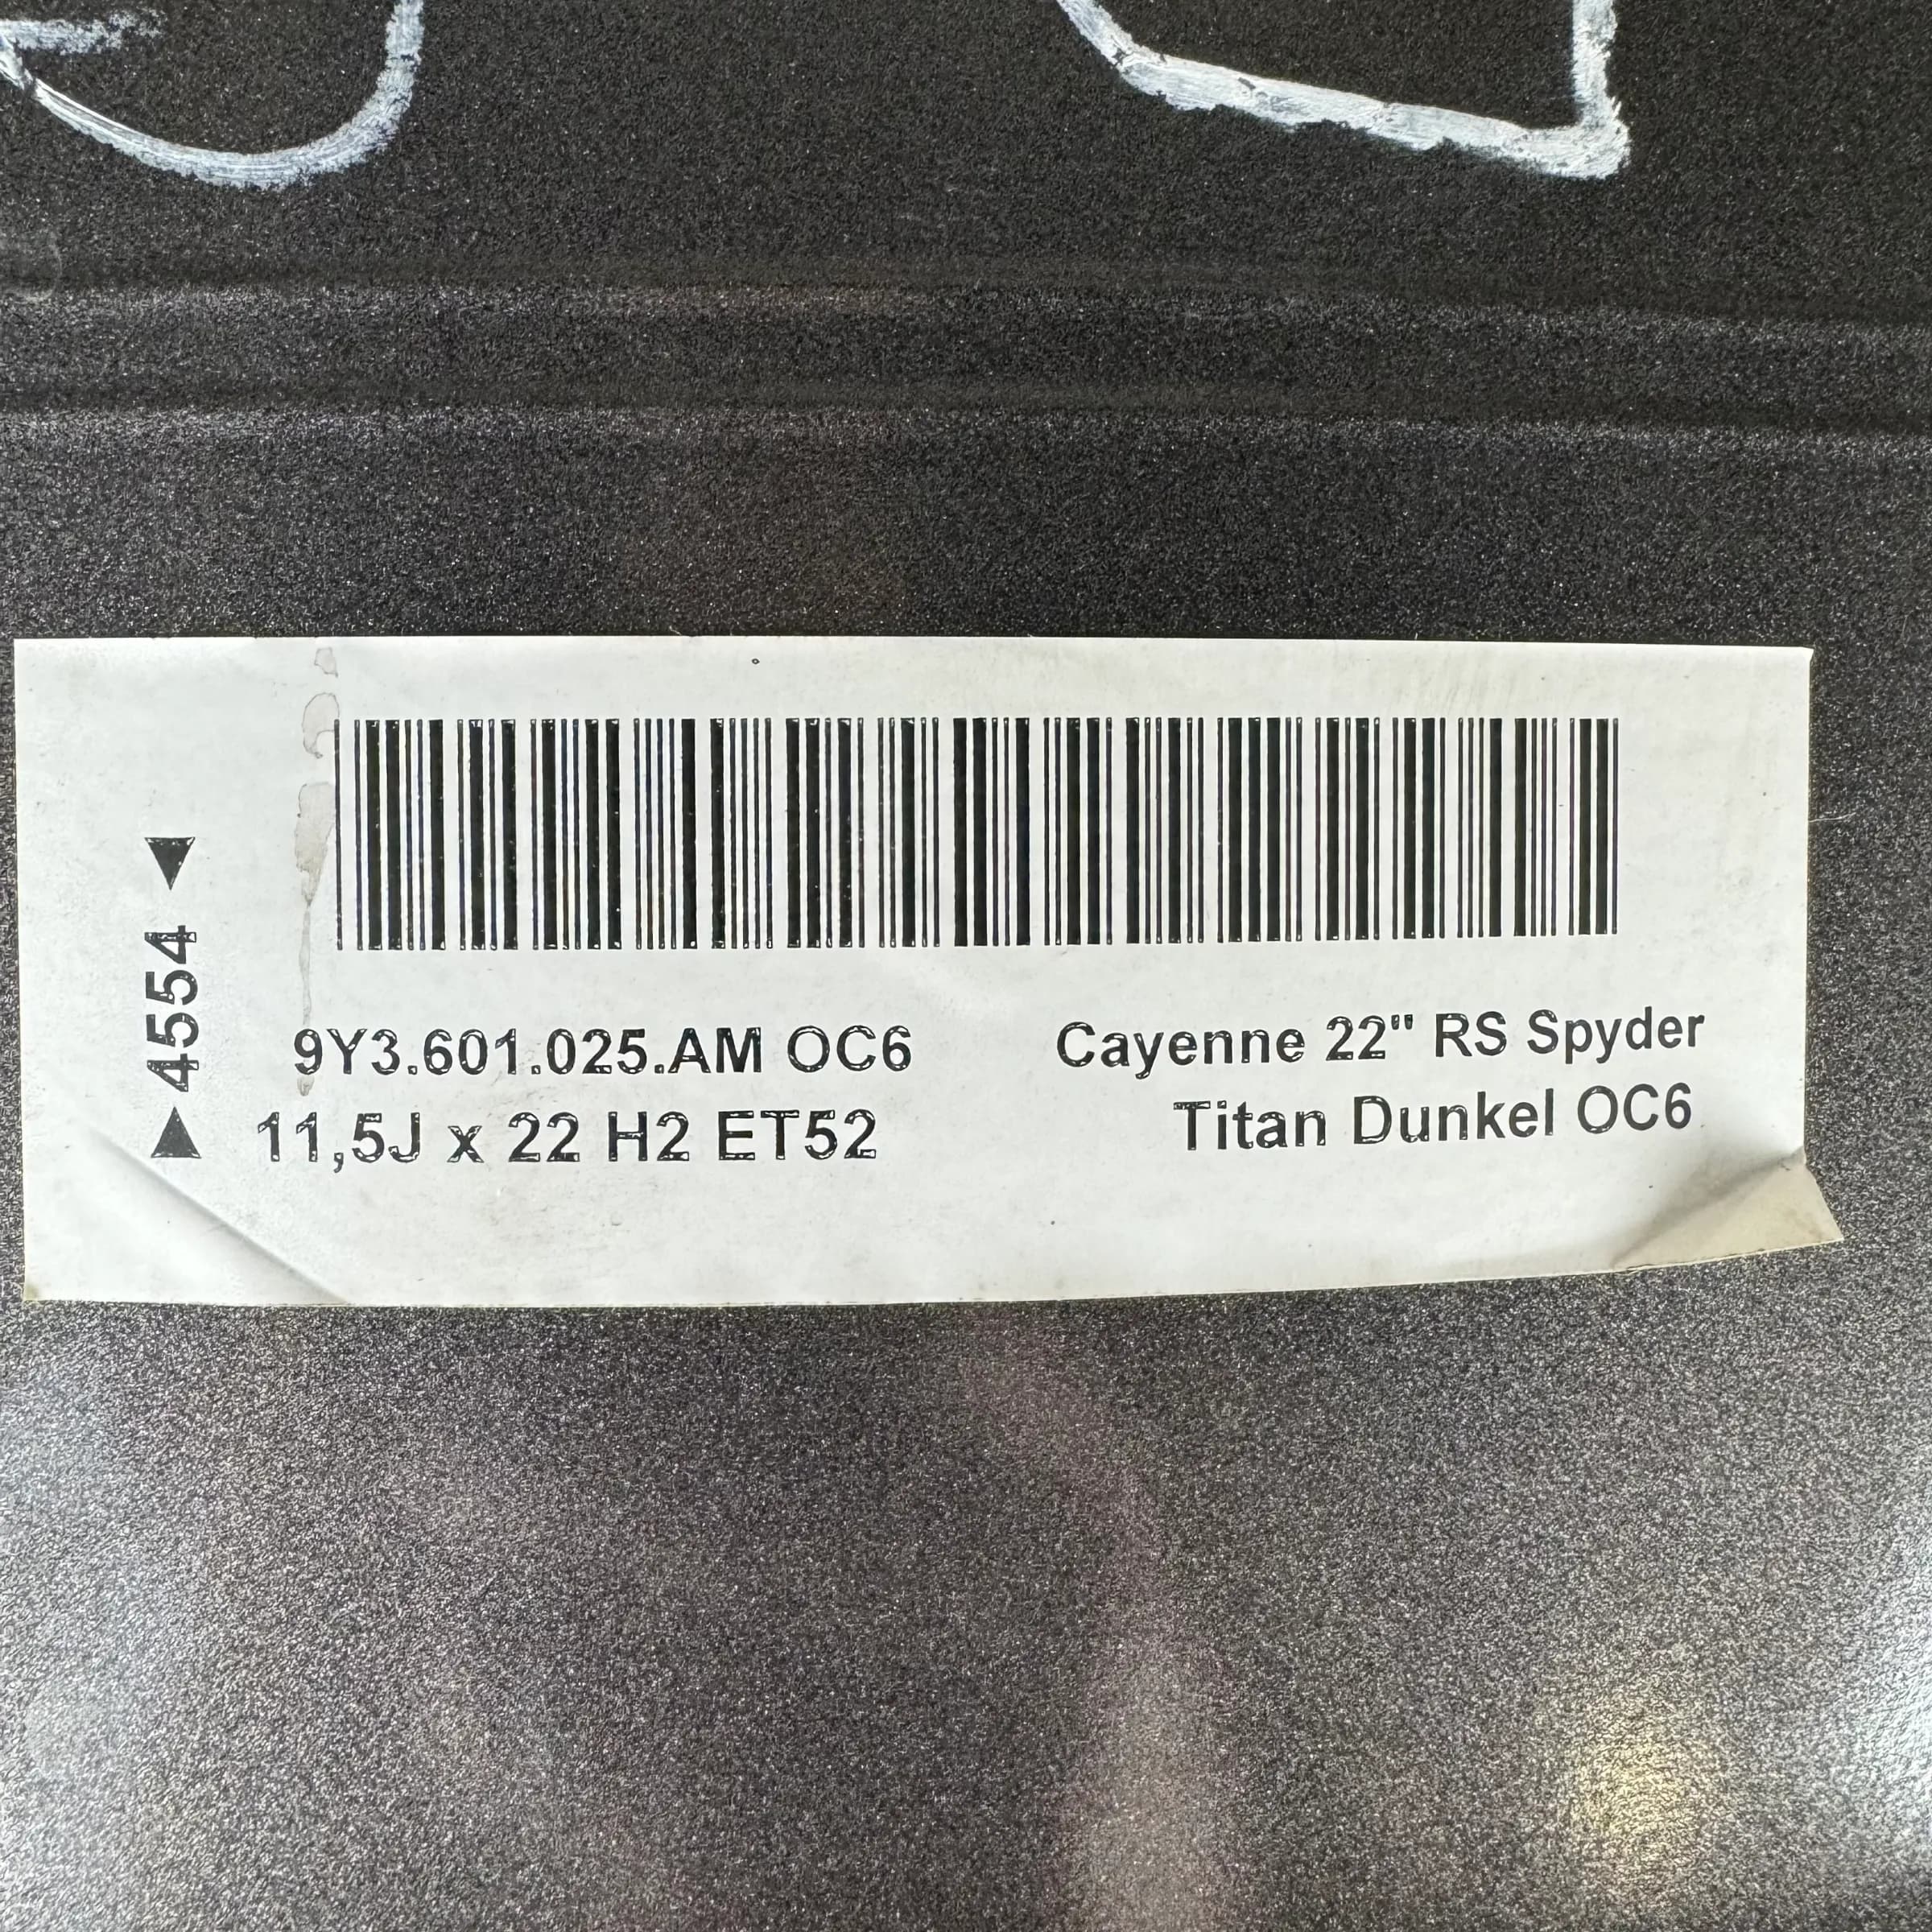 4554
9Y3.601.025.AM OC6
11,5J x 22 H2 ET52
Cayenne 22" RS Spyder
Titan Dunkel OC6